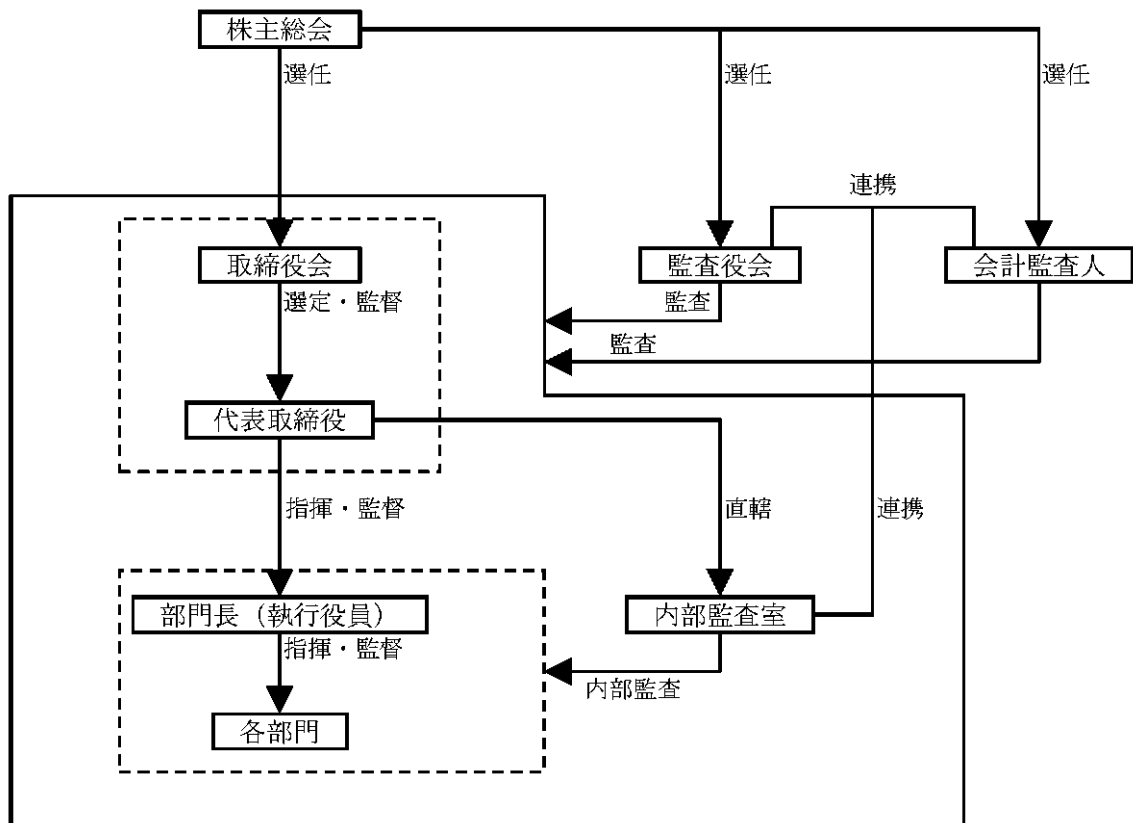 株主総会
選任
選任
選任
連携
取締役会
監査役会
会計監査人
選定・監督
監査
監査
代表取締役
指揮・監督
直轄
連携
部門長（執行役員）
内部監査室
指揮・監督
内部監査
各部門